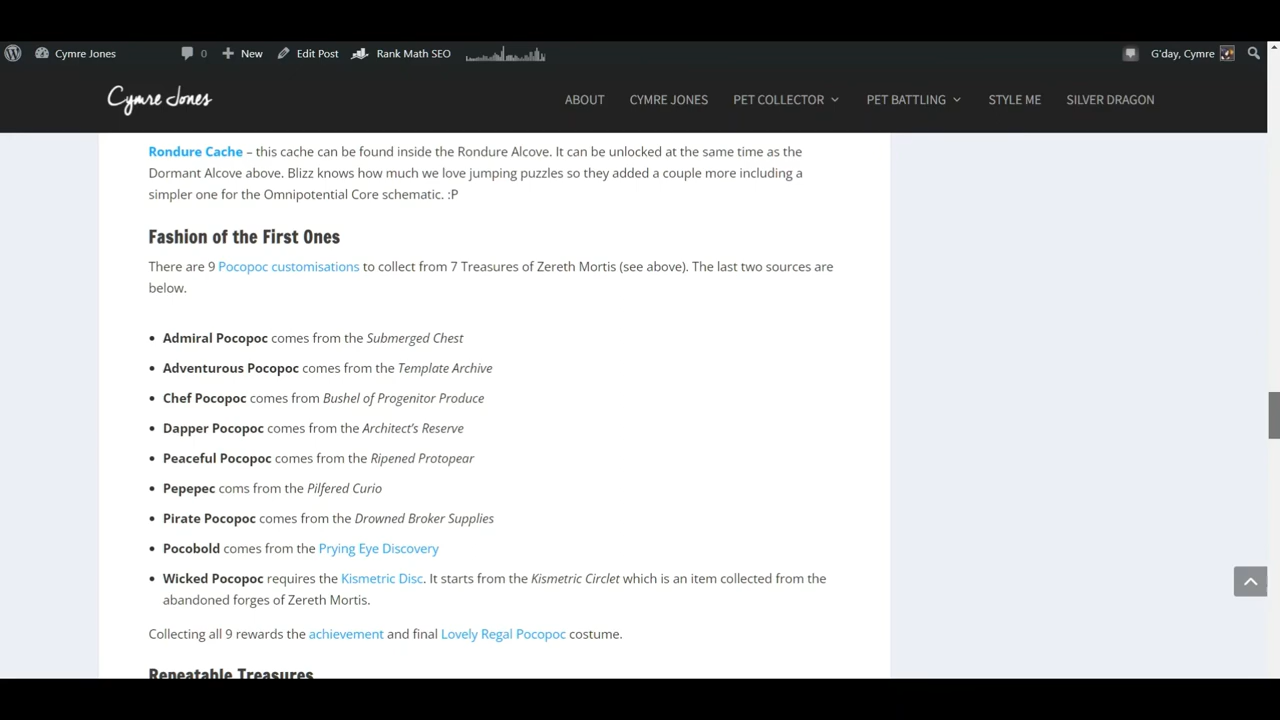 Cymre Jones
0
New
Edit Post
Rank Math SEO
G'day, Cymre
Cymre Jones
ABOUT
CYMRE JONES
PET COLLECTOR
PET BATTLING
STYLE ME
SILVER DRAGON
Rondure Cache – this cache can be found inside the Rondure Alcove. It can be unlocked at the same time as the
Dormant Alcove above. Blizz knows how much we love jumping puzzles so they added a couple more including a
simpler one for the Omnipotential Core schematic. :P
Fashion of the First Ones
There are 9 Pocopoc customisations to collect from 7 Treasures of Zereth Mortis (see above). The last two sources are
below.
• Admiral Pocopoc comes from the Submerged Chest
• Adventurous Pocopoc comes from the Template Archive
• Chef Pocopoc comes from Bushel of Progenitor Produce
• Dapper Pocopoc comes from the Architect's Reserve
• Peaceful Pocopoc comes from the Ripened Protopear
• Pepepec coms from the Pilfered Curio
• Pirate Pocopoc comes from the Drowned Broker Supplies
• Pocobold comes from the Prying Eye Discovery
• Wicked Pocopoc requires the Kismetric Disc. It starts from the Kismetric Circlet which is an item collected from the
abandoned forges of Zereth Mortis.
Collecting all 9 rewards the achievement and final Lovely Regal Pocopoc costume.
Repeatable Treasures